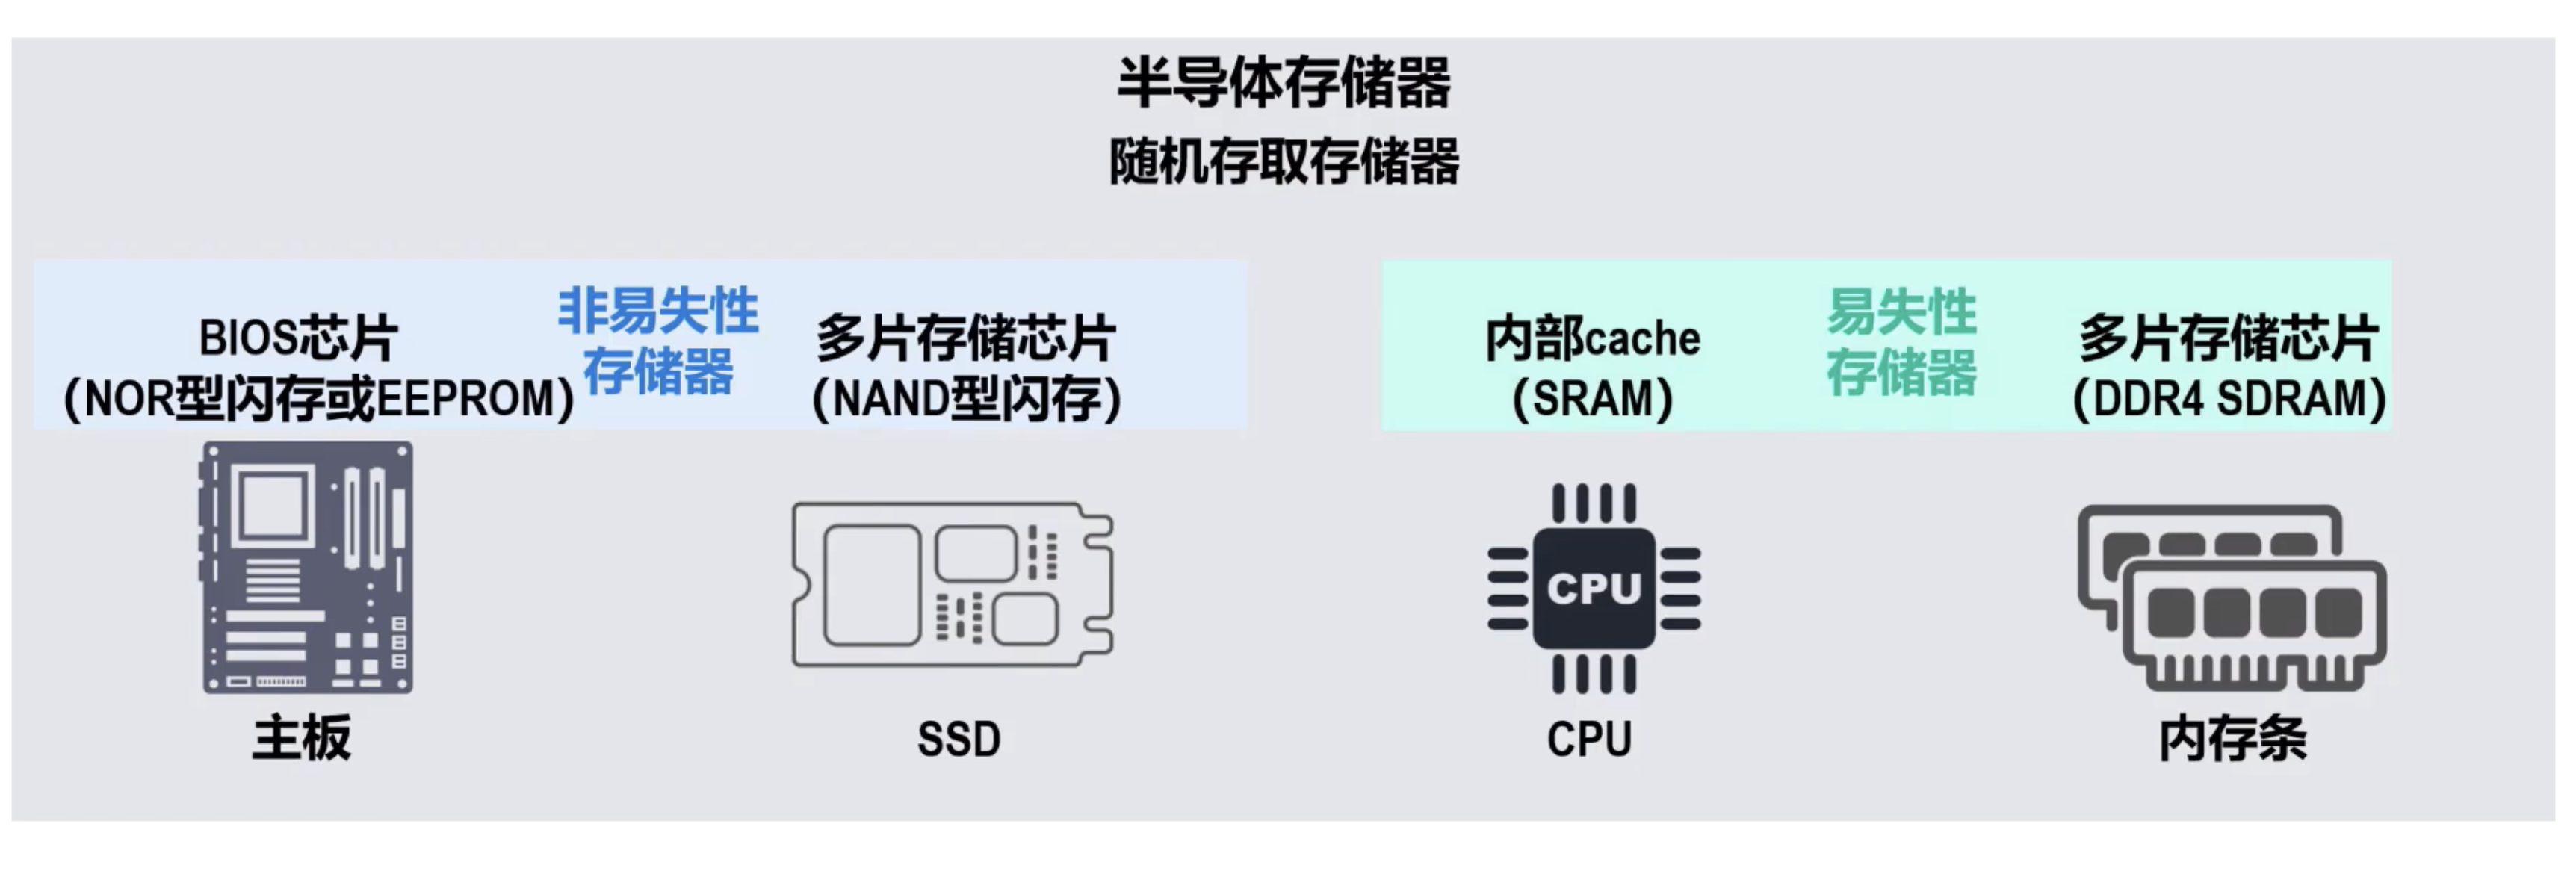 半导体存储器
随机存取存储器
BIOS芯片
（NOR型闪存或EEPROM）
非易失性
存储器
多片存储芯片
（NAND型闪存）
内部cache
（SRAM）
易失性
存储器
多片存储芯片
（DDR4 SDRAM）
CPU
主板
SSD
CPU
内存条